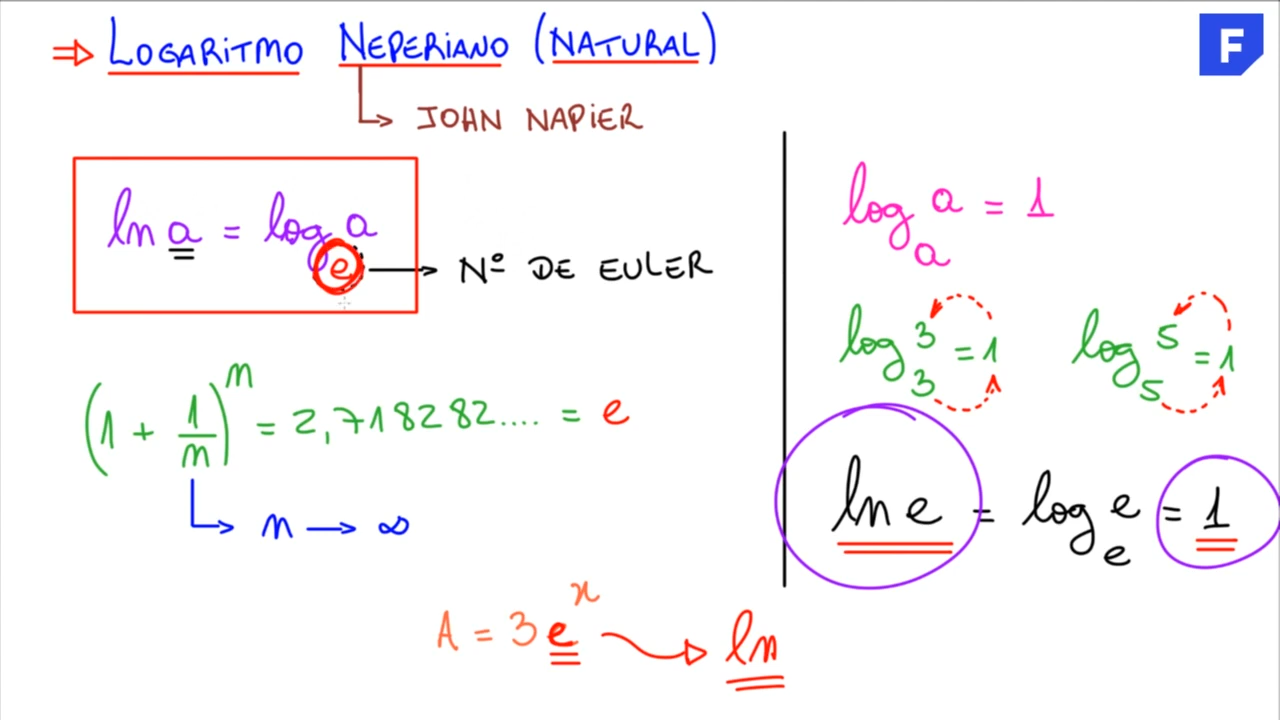 ⇒ LOGARITMO NEPERIANO (NATURAL)
F
↳ JOHN NAPIER
ln a = log_e a → Nº DE EULER
(1 + 1/n)^n = 2,718282.... = e
↳ n → ∞
log_a a = 1
log_3 3 = 1 log_5 5 = 1
ln e = log_e e = 1
A = 3e^x → ln